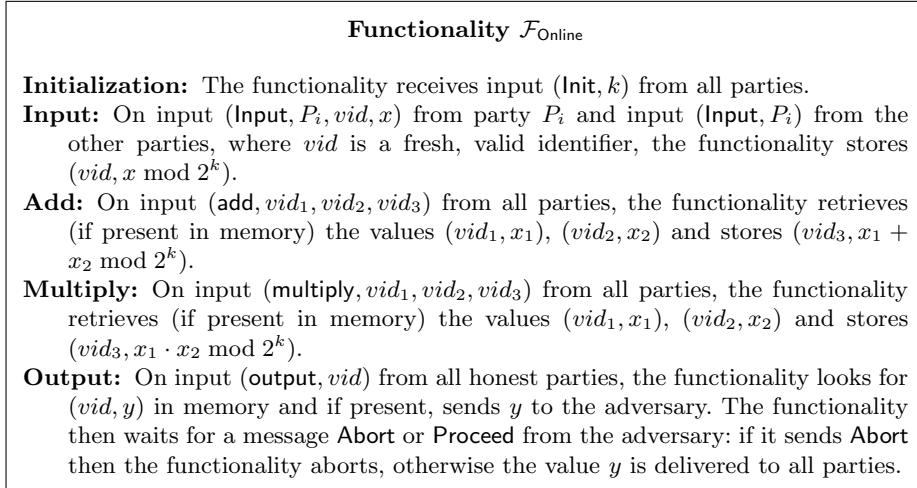 Functionality F_Online
Initialization: The functionality receives input (Init, k) from all parties.
Input: On input (Input, P_i, vid, x) from party P_i and input (Input, P_i) from the
other parties, where vid is a fresh, valid identifier, the functionality stores
(vid, x mod 2^k).
Add: On input (add, vid_1, vid_2, vid_3) from all parties, the functionality retrieves
(if present in memory) the values (vid_1, x_1), (vid_2, x_2) and stores (vid_3, x_1 +
x_2 mod 2^k).
Multiply: On input (multiply, vid_1, vid_2, vid_3) from all parties, the functionality
retrieves (if present in memory) the values (vid_1, x_1), (vid_2, x_2) and stores
(vid_3, x_1 · x_2 mod 2^k).
Output: On input (output, vid) from all honest parties, the functionality looks for
(vid, y) in memory and if present, sends y to the adversary. The functionality
then waits for a message Abort or Proceed from the adversary: if it sends Abort
then the functionality aborts, otherwise the value y is delivered to all parties.